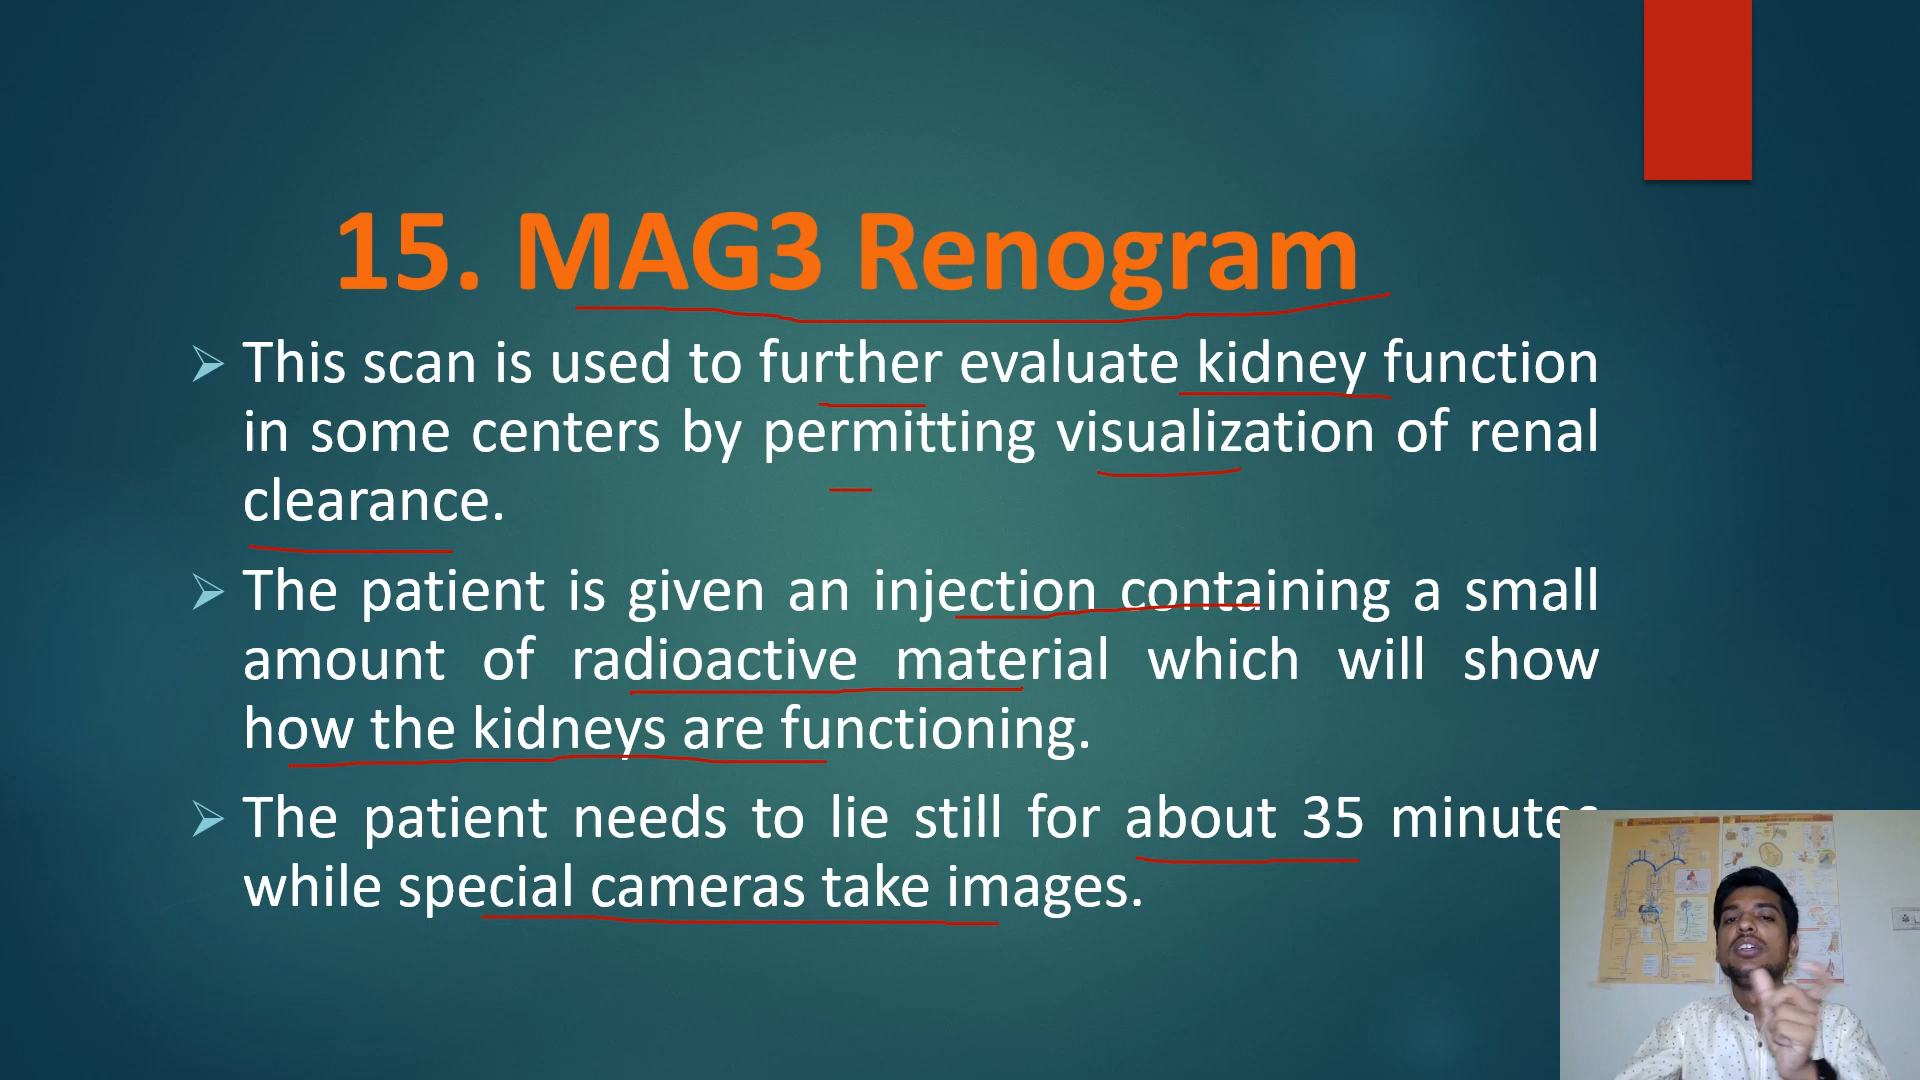 15. MAG3 Renogram
This scan is used to further evaluate kidney function
in some centers by permitting visualization of renal
clearance.
The patient is given an injection containing a small
amount of radioactive material which will show
how the kidneys are functioning.
The patient needs to lie still for about 35 minutes
while special cameras take images.